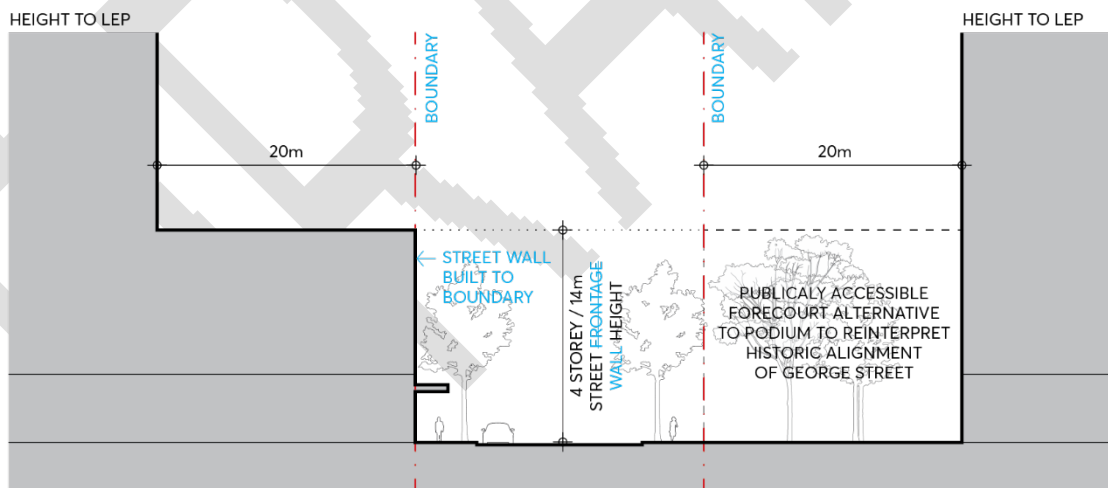 HEIGHT TO LEP
HEIGHT TO LEP
BOUNDARY
BOUNDARY
20m
20m
← STREET WALL
BUILT TO
BOUNDARY
4 STOREY / 14m
STREET FRONTAGE
WALL HEIGHT
PUBLICALY ACCESSIBLE
FORECOURT ALTERNATIVE
TO PODIUM TO REINTERPRET
HISTORIC ALIGNMENT
OF GEORGE STREET